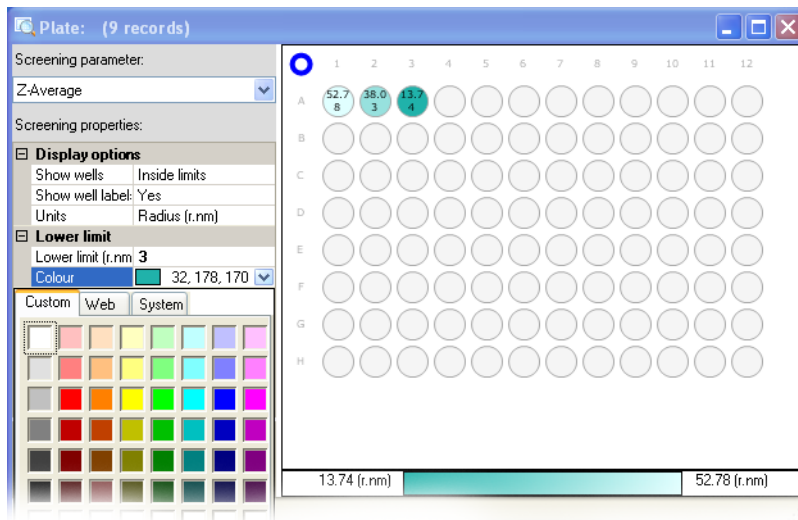 Plate: (9 records)
Screening parameter:
Z-Average
Screening properties:
Display options
Show wells Inside limits
Show well label: Yes
Units Radius (r.nm)
Lower limit
Lower limit (r.nm 3
Colour 32, 178, 170
Custom Web System
1 2 3 4 5 6 7 8 9 10 11 12
A 52.7 8 38.0 3 13.7 4
B
C
D
E
F
G
H
13.74 (r.nm) 52.78 (r.nm)